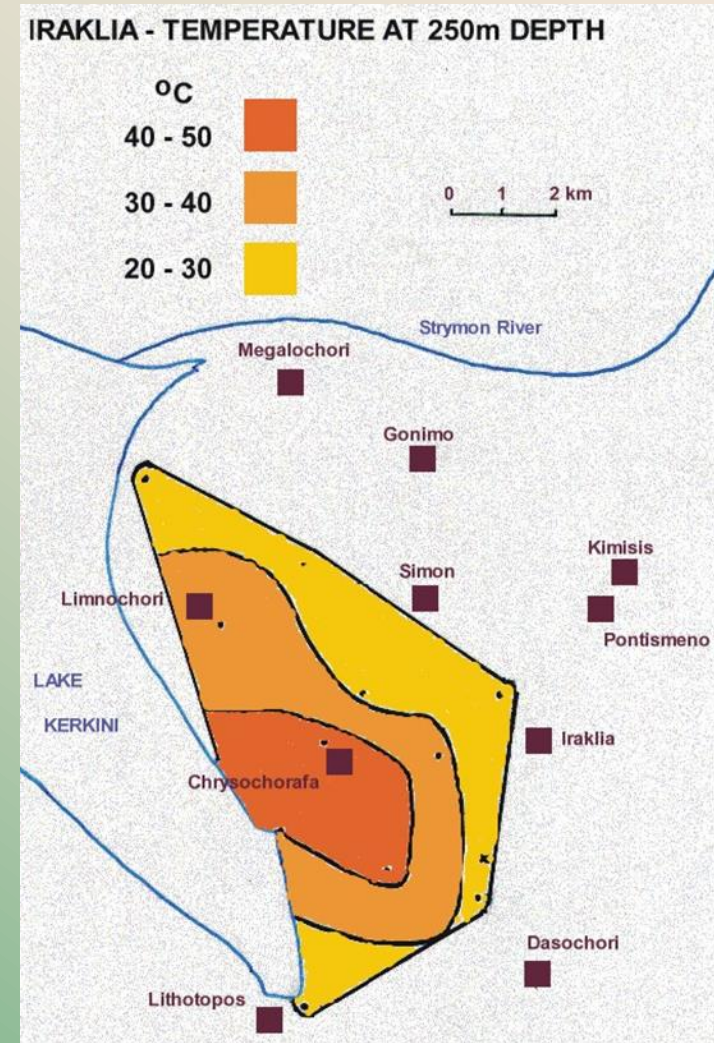 IRAKLIA - TEMPERATURE AT 250m DEPTH
ºC
40 - 50
30 - 40
20 - 30
0 1 2 km
Strymon River
Megalochori
Gonimo
Kimisis
Simon
Limnochori
Pontismeno
LAKE
KERKINI
Iraklia
Chrysochorafa
Dasochori
Lithotopos